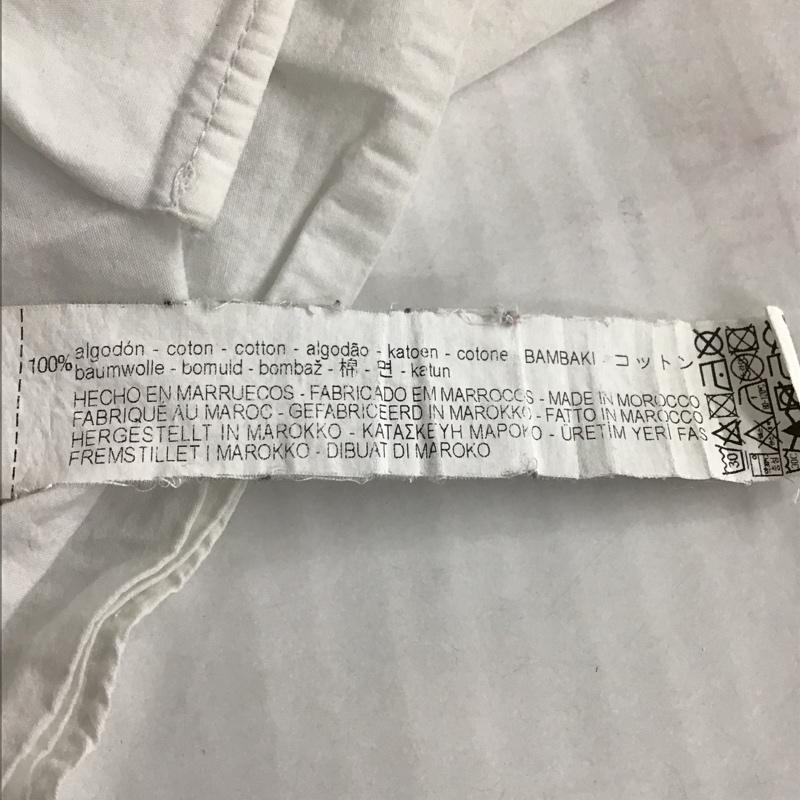 100% algodón - coton - cotton - algodão - katoen - cotone BAMBAKI - コットン
baumwolle - bomuld - bombaž - 棉 - 면 - katun
HECHO EN MARRUECOS - FABRICADO EM MARROCOS - MADE IN MOROCCO
FABRIQUÉ AU MAROC - GEFABRICEERD IN MAROKKO - FATTO IN MAROCCO
HERGESTELLT IN MAROKKO - ΚΑΤΑΣΚΕΥΗ ΜΑΡΟΚΟ - ÜRETİM YERİ FAS
FREMSTILLET I MAROKKO - DIBUAT DI MAROKO
30